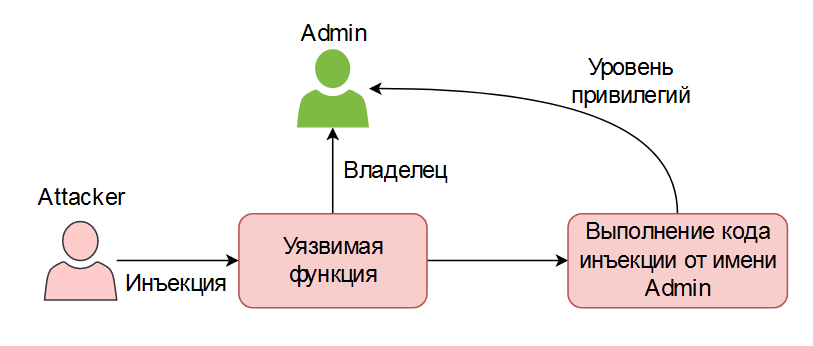 Admin
Уровень
привилегий
Владелец
Attacker
Инъекция
Уязвимая
функция
Выполнение кода
инъекции от имени
Admin